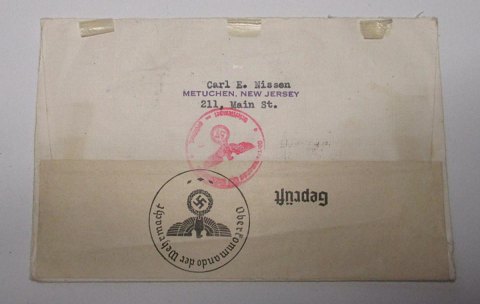 Carl E. Nissen
METUCHEN, NEW JERSEY
211, Main St.
Geprüft
Oberkommando der Wehrmacht